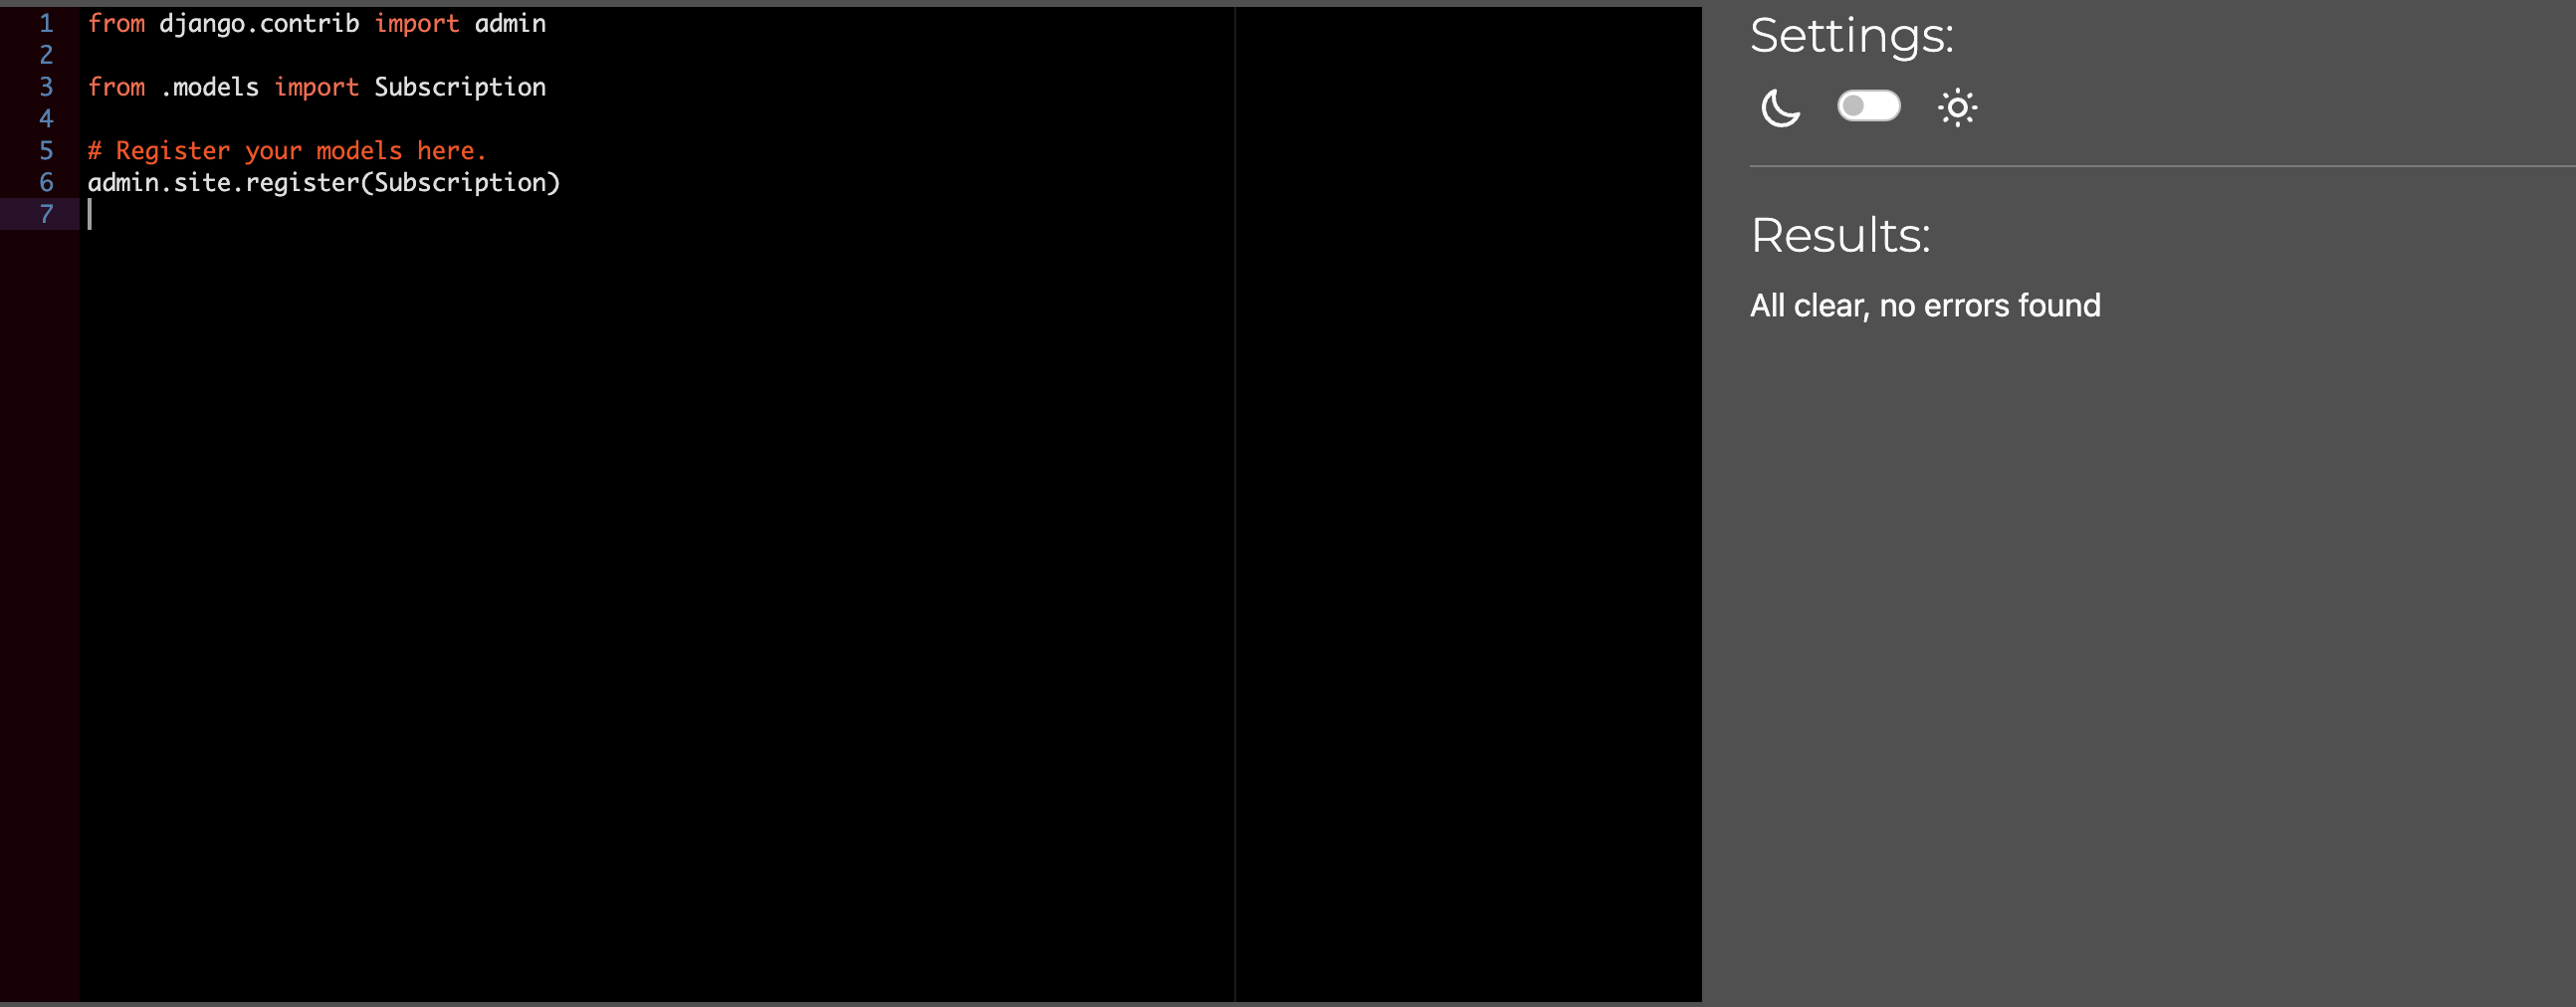 1 from django.contrib import admin
2
3 from .models import Subscription
4
5 # Register your models here.
6 admin.site.register(Subscription)
7
Settings:
Results:
All clear, no errors found